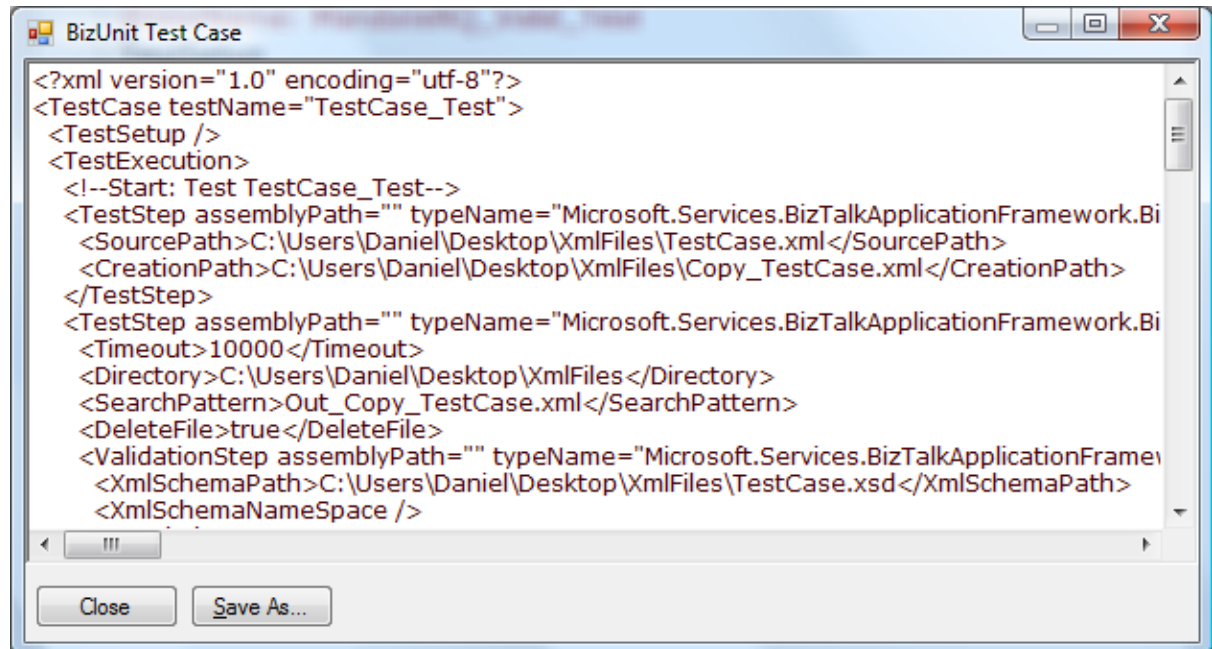 BizUnit Test Case
<?xml version="1.0" encoding="utf-8"?>
<TestCase testName="TestCase_Test">
<TestSetup />
<TestExecution>
<!--Start: Test TestCase_Test-->
<TestStep assemblyPath="" typeName="Microsoft.Services.BizTalkApplicationFramework.Bi
<SourcePath>C:\Users\Daniel\Desktop\XmlFiles\TestCase.xml</SourcePath>
<CreationPath>C:\Users\Daniel\Desktop\XmlFiles\Copy_TestCase.xml</CreationPath>
</TestStep>
<TestStep assemblyPath="" typeName="Microsoft.Services.BizTalkApplicationFramework.Bi
<Timeout>10000</Timeout>
<Directory>C:\Users\Daniel\Desktop\XmlFiles</Directory>
<SearchPattern>Out_Copy_TestCase.xml</SearchPattern>
<DeleteFile>true</DeleteFile>
<ValidationStep assemblyPath="" typeName="Microsoft.Services.BizTalkApplicationFramew
<XmlSchemaPath>C:\Users\Daniel\Desktop\XmlFiles\TestCase.xsd</XmlSchemaPath>
<XmlSchemaNameSpace />
Close
Save As...